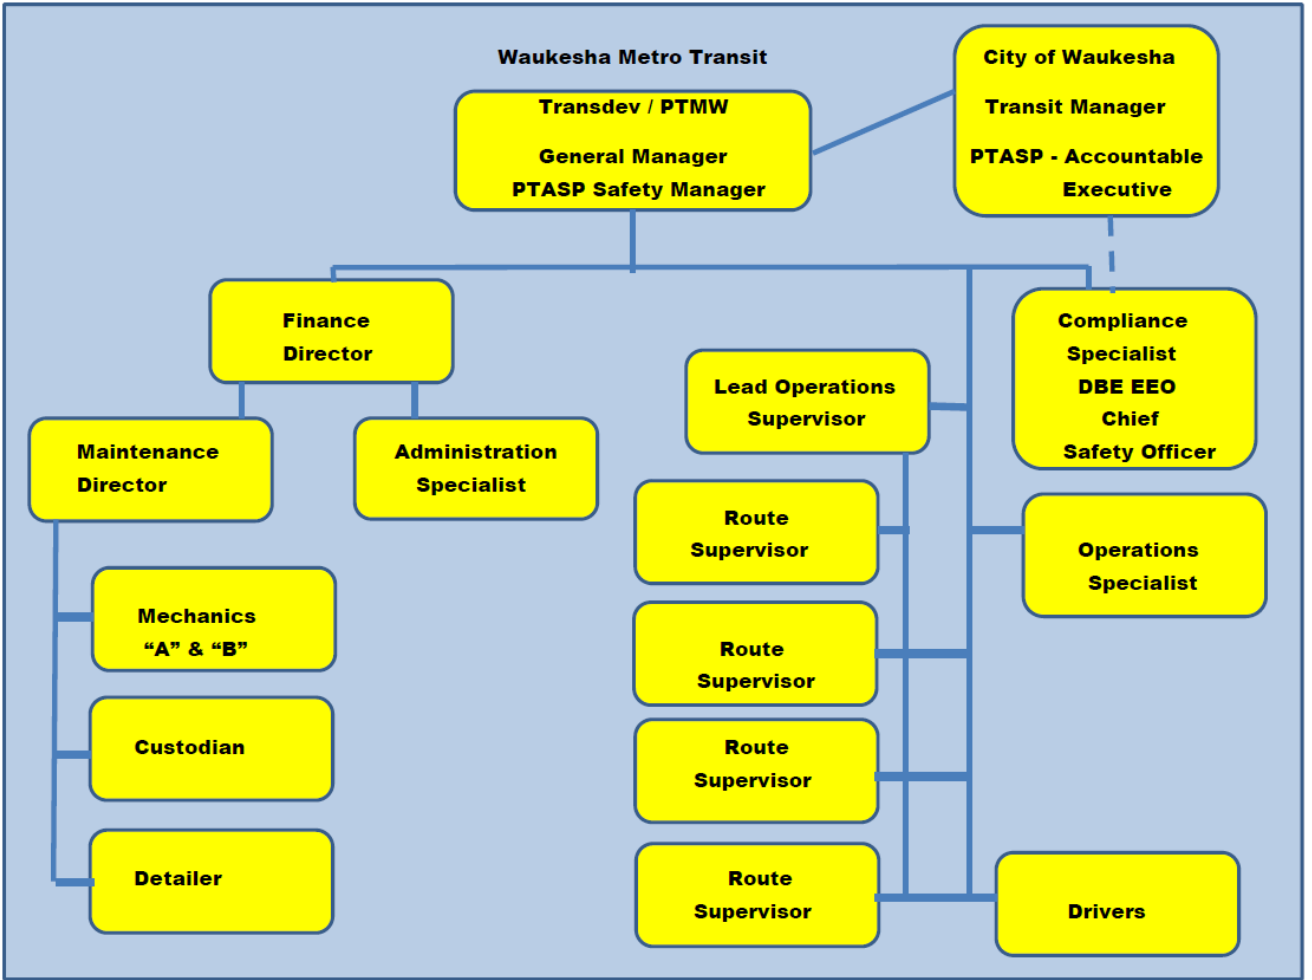 Waukesha Metro Transit
Transdev / PTMW
General Manager
PTASP Safety Manager
City of Waukesha
Transit Manager
PTASP - Accountable
Executive
Finance
Director
Compliance
Specialist
DBE EEO
Chief
Safety Officer
Lead Operations
Supervisor
Maintenance
Director
Administration
Specialist
Route
Supervisor
Operations
Specialist
Mechanics
“A” & “B”
Route
Supervisor
Custodian
Route
Supervisor
Detailer
Route
Supervisor
Drivers